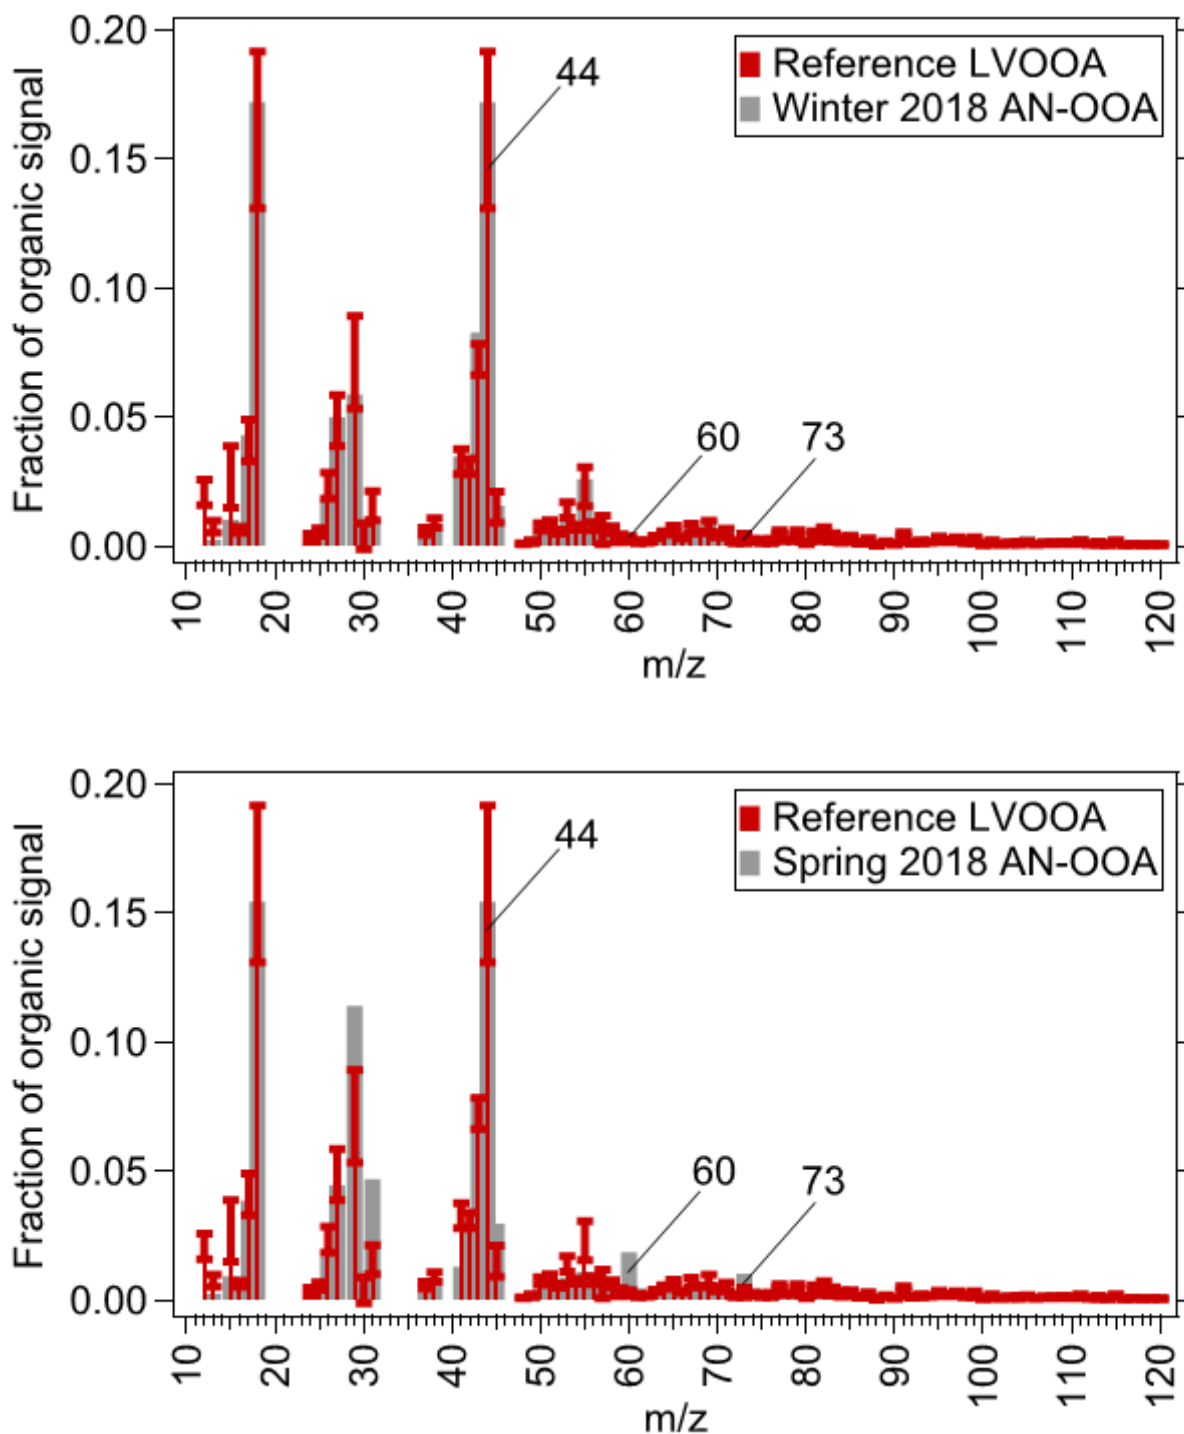 Fraction of organic signal
0.20
0.15
0.10
0.05
0.00
Reference LVOOA
Winter 2018 AN-OOA
44
60
73
10 20 30 40 50 60 70 80 90 100 110 120
m/z
Fraction of organic signal
0.20
0.15
0.10
0.05
0.00
Reference LVOOA
Spring 2018 AN-OOA
44
60
73
10 20 30 40 50 60 70 80 90 100 110 120
m/z